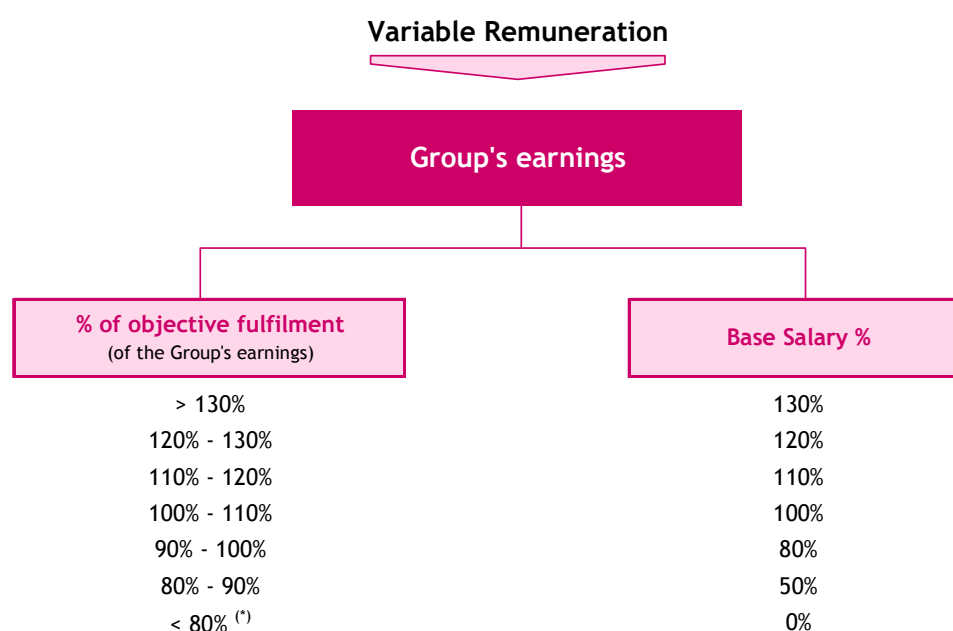 Variable Remuneration
Group's earnings
% of objective fulfilment
(of the Group's earnings)
Base Salary %
> 130% 130%
120% - 130% 120%
110% - 120% 110%
100% - 110% 100%
90% - 100% 80%
80% - 90% 50%
< 80% (*) 0%